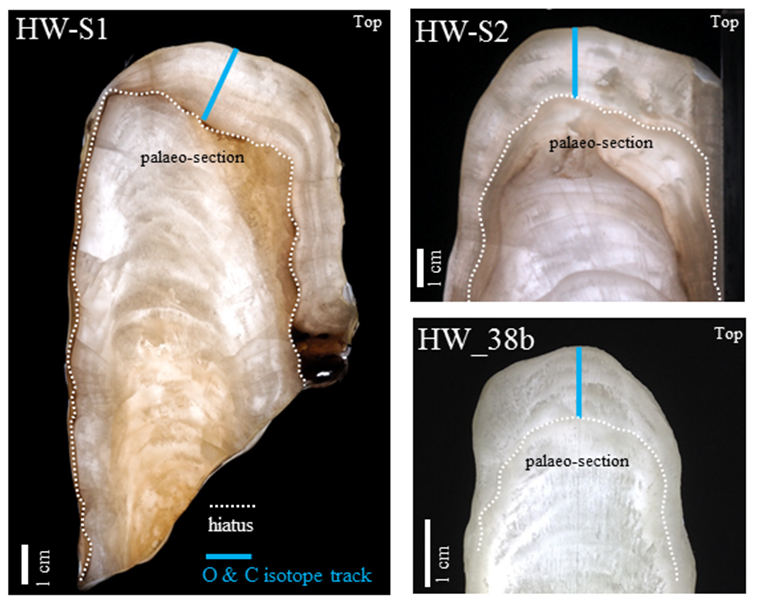 HW-S1
Top
palaeo-section
hiatus
O & C isotope track
1 cm
HW-S2
Top
palaeo-section
1 cm
HW_38b
Top
palaeo-section
1 cm